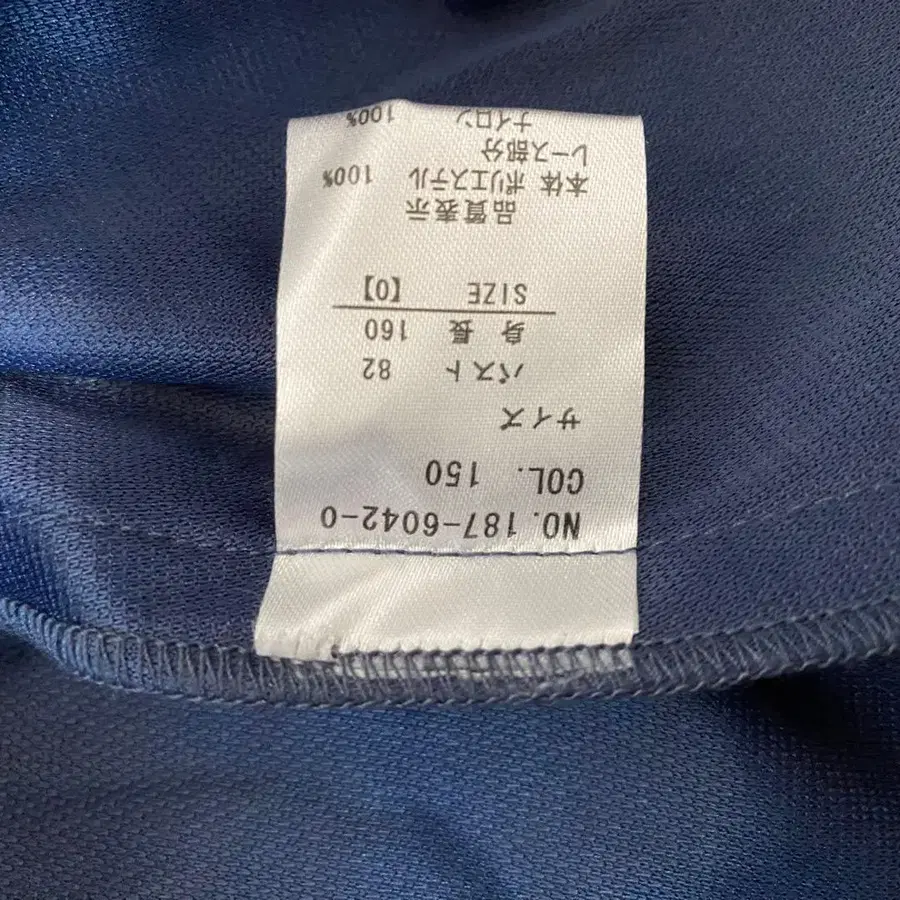 NO. 187-6042-0
COL. 150
サイズ
バスト 82
身長 160
SIZE 【0】
品質表示
本体 ポリエステル 100%
レース部分
ナイロン 100%